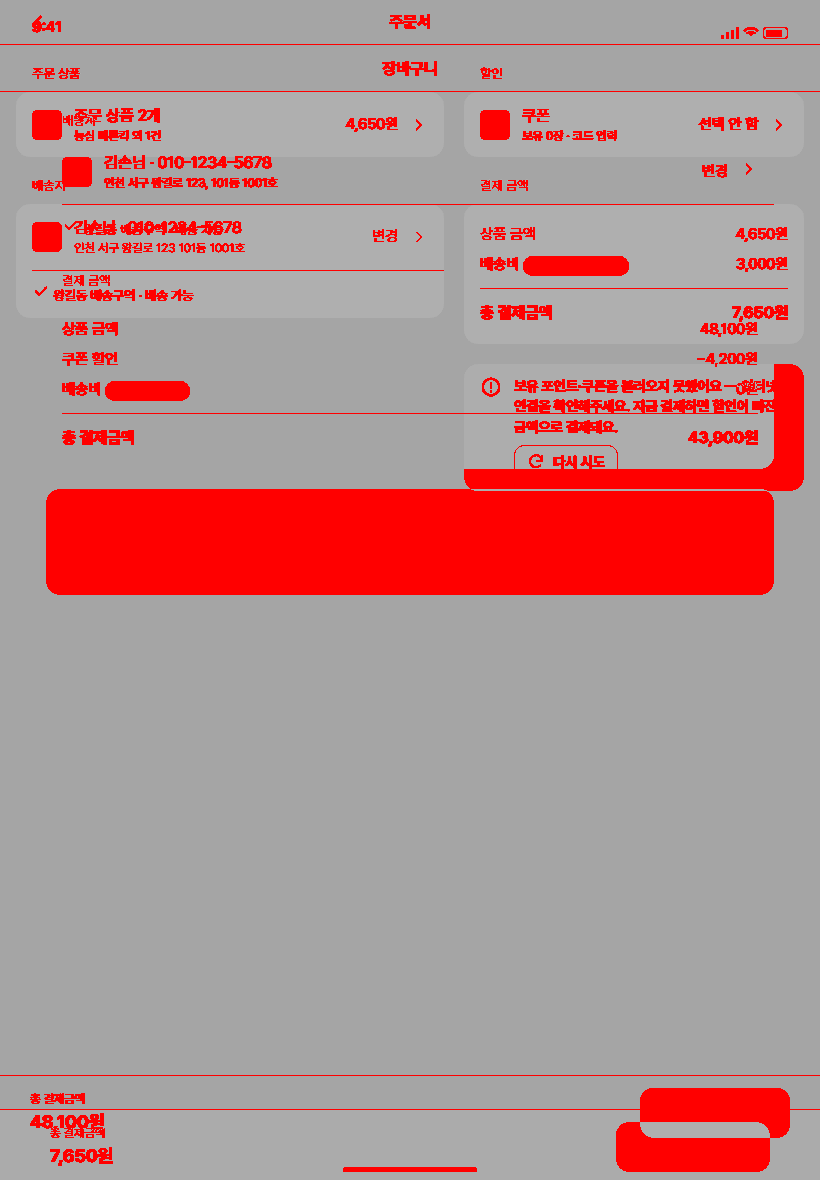 9:41
주문서
장바구니
주문 상품
할인
주문 상품 2개
농심 배튼킥 외 1건
4,650원
쿠폰
보유 0장 · 코드 입력
선택 안 함
배송지
김손님 · 010-1234-5678
인천 서구 왕길로 123, 101동 1001호
변경
배송지
결제 금액
김손님 · 010-1234-5678
인천 서구 왕길로 123 101동 1001호
변경
상품 금액
4,650원
배송비
3,000원
결제 금액
왕길동 배송구역 · 배송 가능
총 결제금액
7,650원
상품 금액
48,100원
쿠폰 할인
−4,200원
배송비
0원
보유 포인트·쿠폰을 불러오지 못했어요 — 인터넷
연결을 확인해주세요. 지금 결제하면 할인이 빠진
금액으로 결제돼요.
총 결제금액
43,900원
다시 시도
총 결제금액
48,100원
총 결제금액
7,650원